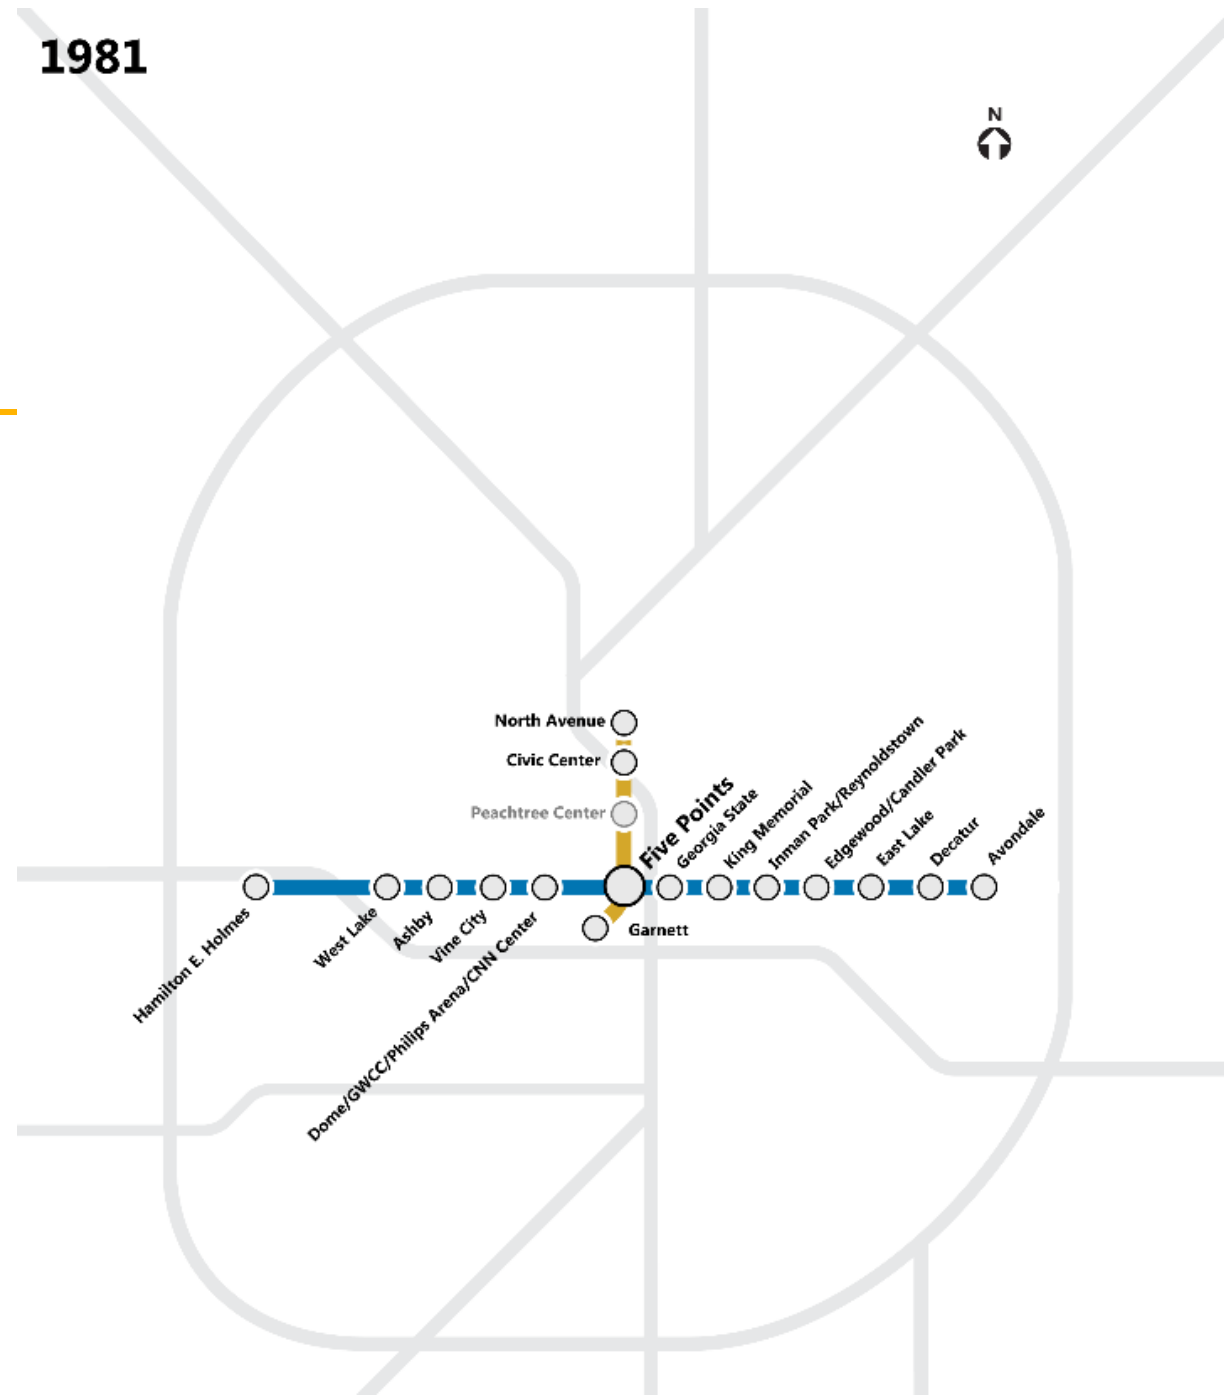 1981
N
North Avenue
Civic Center
Peachtree Center
Five Points
Georgia State
King Memorial
Inman Park/Reynoldstown
Edgewood/Candler Park
East Lake
Decatur
Avondale
Hamilton E. Holmes
West Lake
Ashby
Vine City
Dome/GWCC/Philips Arena/CNN Center
Garnett